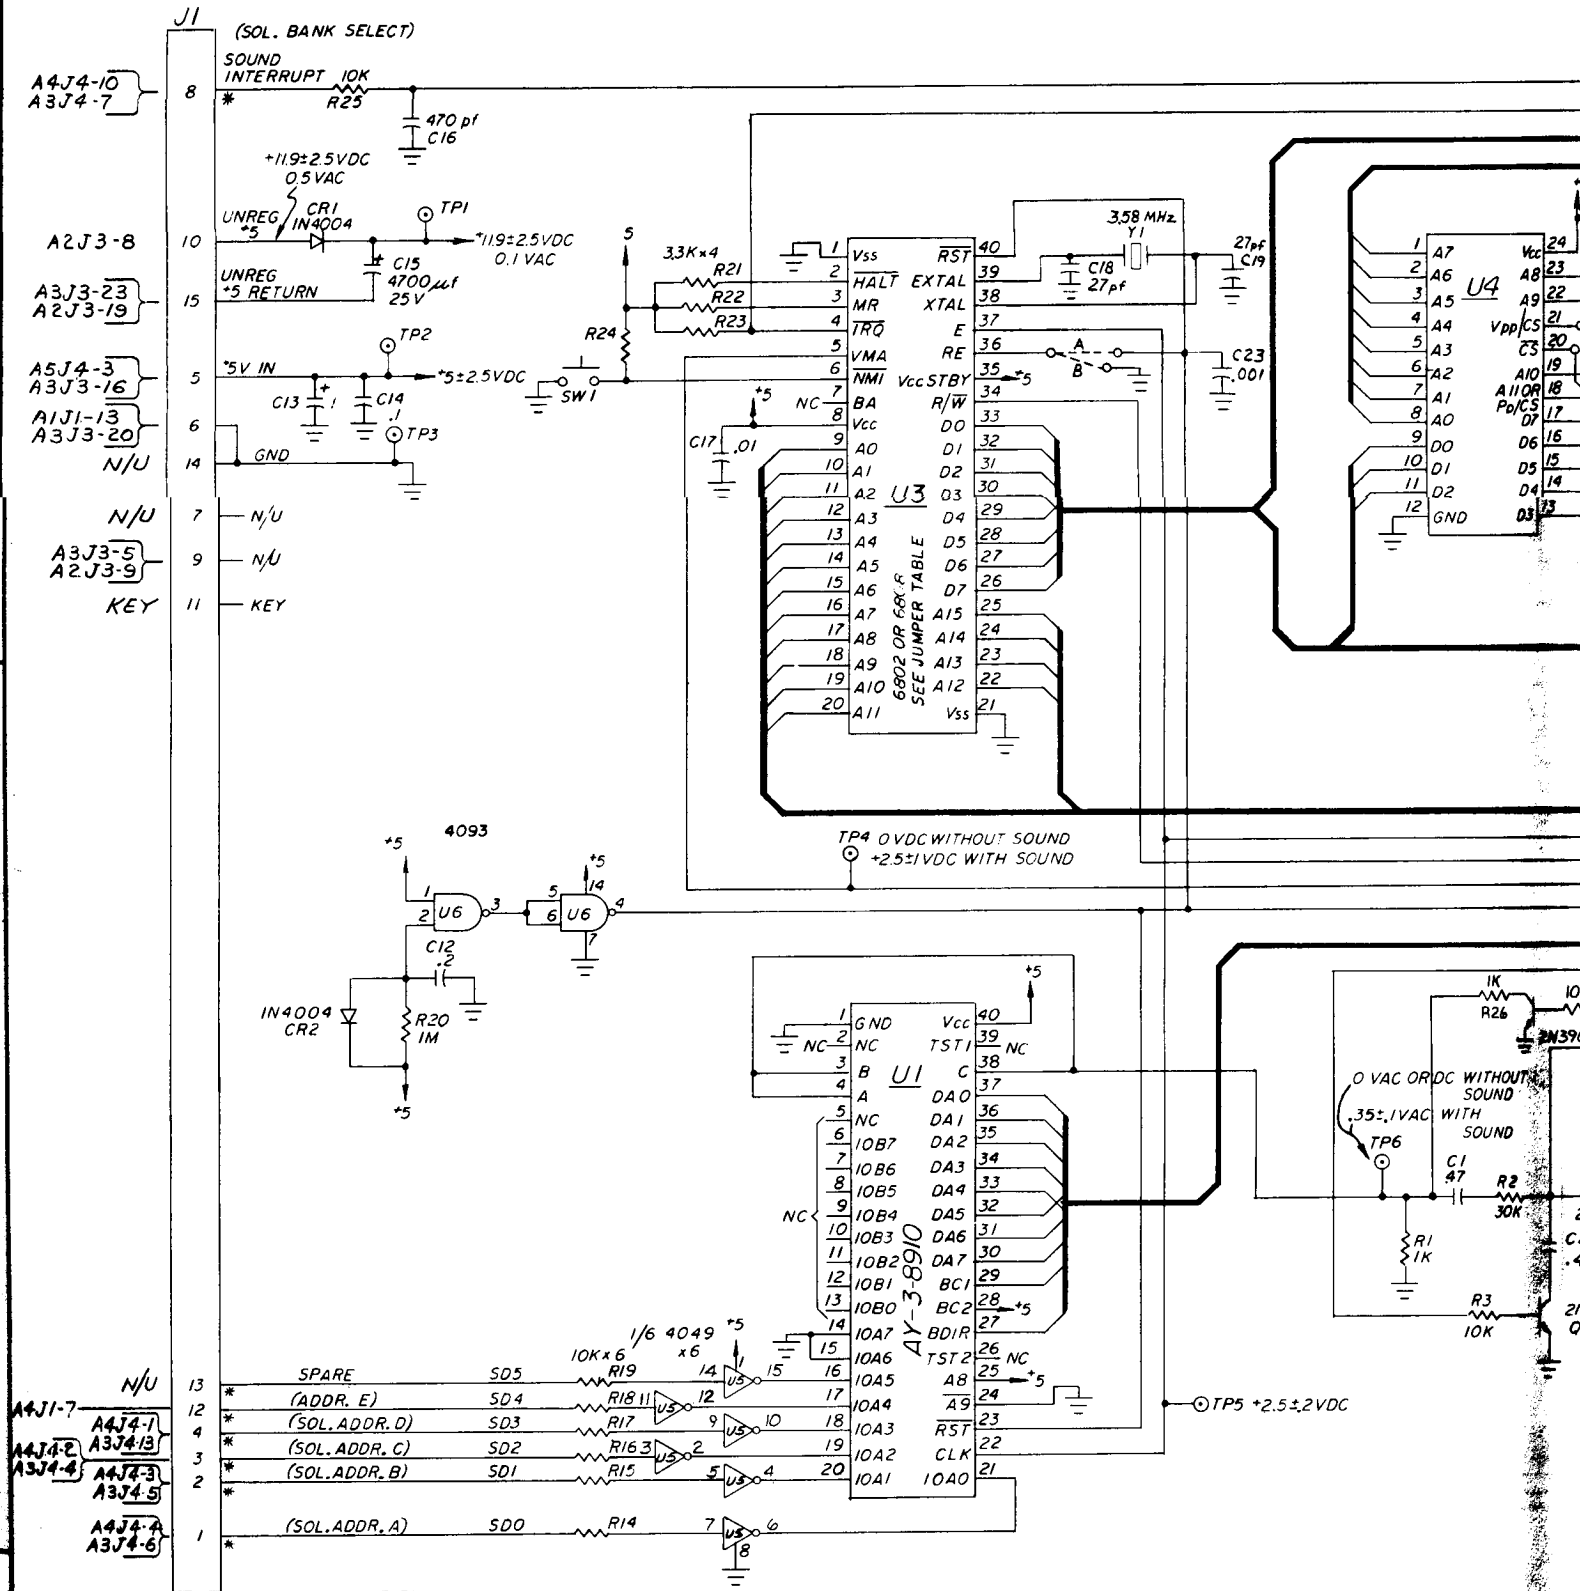 J1
(SOL. BANK SELECT)
A4J4-10
A3J4-7
8
SOUND
INTERRUPT
*
10K
R25
470 pf
C16
+11.9±2.5VDC
0.5VAC
A2J3-8
10
UNREG
+5
CR1
1N4004
TP1
+11.9±2.5VDC
0.1 VAC
A3J3-23
A2J3-19
15
UNREG
+5 RETURN
+
C15
4700µf
25V
A5J4-3
A3J3-16
5
+5V IN
TP2
+5±2.5VDC
C13
+
.1
C14
.1
A1J1-13
A3J3-20
6
TP3
N/U
14
GND
N/U
7
N/U
A3J3-5
A2J3-9
9
N/U
KEY
11
KEY
5
3.3K×4
R21
R22
R23
R24
SW1
NC
+5
C17
.01
U3
6802 OR
SEE JUMPER TABLE
1 Vss
2 HALT
3 MR
4 IRQ
5 VMA
6 NMI
7 BA
8 Vcc
9 A0
10 A1
11 A2
12 A3
13 A4
14 A5
15 A6
16 A7
17 A8
18 A9
19 A10
20 A11
RST 40
EXTAL 39
XTAL 38
E 37
RE 36
Vcc STBY 35
+5
R/W 34
D0 33
D1 32
D2 31
D3 30
D4 29
D5 28
D6 27
D7 26
A15 25
A14 24
A13 23
A12 22
Vss 21
3.58 MHz
Y1
C18
27pf
27pf
C19
A
B
C23
.001
U4
1 A7
2 A6
3 A5
4 A4
5 A3
6 A2
7 A1
8 A0
9 D0
10 D1
11 D2
12 GND
Vcc 24
A8 23
A9 22
Vpp/CS 21
CS 20
A10 19
A11 OR 18
PD/CS
D7 17
D6 16
D5 15
D4 14
D3 13
TP4 0 VDC WITHOUT SOUND
+2.5±1VDC WITH SOUND
4093
+5
1
2
U6
3
5
6
+5
14
U6
4
7
C12
.2
1N4004
CR2
R20
1M
+5
U1
AY-3-8910
+5
1 GND
NC 2 NC
3 B
4 A
5 NC
6 IOB7
7 IOB6
8 IOB5
9 IOB4
NC
10 IOB3
11 IOB2
12 IOB1
13 IOB0
14 IOA7
15 IOA6
16 IOA5
17 IOA4
18 IOA3
19 IOA2
20 IOA1
Vcc 40
TST1 39 NC
C 38
DA0 37
DA1 36
DA2 35
DA3 34
DA4 33
DA5 32
DA6 31
DA7 30
BC1 29
BC2 28 +5
BDIR 27
TST2 26 NC
A8 25 +5
A9 24
RST 23
CLK 22
IOA0 21
TP5 +2.5±.2VDC
1K
R26
0 VAC OR DC WITHOUT
SOUND
.35±.1VAC WITH
SOUND
TP6
C1
.47
R2
30K
R1
1K
R3
10K
1/6 4049
×6
10K×6
+5
N/U
13
*
SPARE
SD5
R19
14
U5
1
15
A4J1-7
12
*
(ADDR. E)
SD4
R18
11
U5
12
A4J4-1
A3J4-13
4
*
(SOL. ADDR. D)
SD3
R17
9
U5
10
A4J4-2
A3J4-4
3
*
(SOL. ADDR. C)
SD2
R16
3
U5
2
A4J4-3
A3J4-5
2
*
(SOL. ADDR. B)
SD1
R15
5
U5
4
A4J4-4
A3J4-6
1
*
(SOL. ADDR. A)
SD0
R14
7
U5
6
8